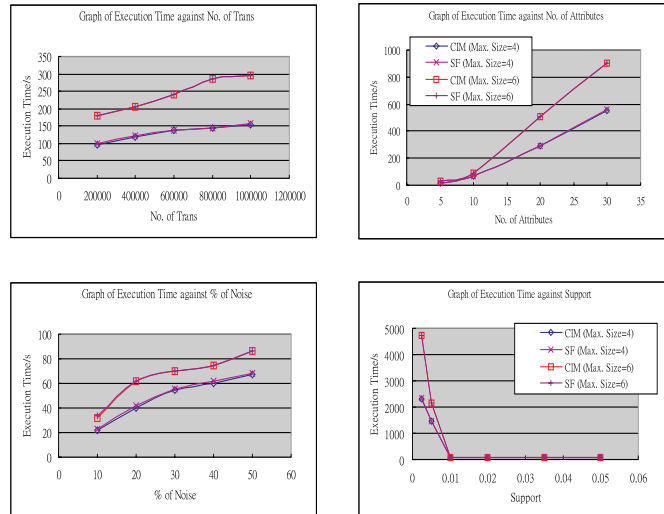 Graph of Execution Time against No. of Trans
Execution Time/s
350
300
250
200
150
100
50
0
0 200000 400000 600000 800000 1000000 1200000
No. of Trans
Graph of Execution Time against No. of Attributes
CIM (Max. Size=4)
SF (Max. Size=4)
CIM (Max. Size=6)
SF (Max. Size=6)
Execution Time/s
1000
800
600
400
200
0
0 5 10 15 20 25 30 35
No. of Attributes
Graph of Execution Time against % of Noise
Execution Time/s
100
80
60
40
20
0
0 10 20 30 40 50 60
% of Noise
Graph of Execution Time against Support
CIM (Max. Size=4)
SF (Max. Size=4)
CIM (Max. Size=6)
SF (Max. Size=6)
Execution Time/s
5000
4000
3000
2000
1000
0
0 0.01 0.02 0.03 0.04 0.05 0.06
Support